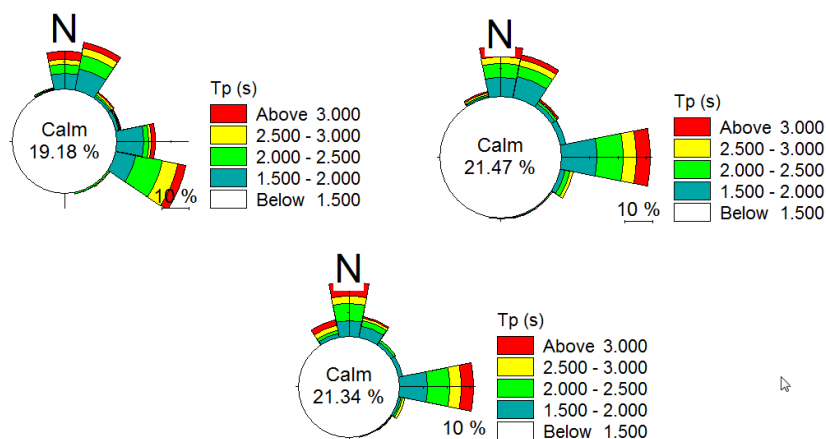 N
Calm
19.18 %
10 %
Tp (s)
Above 3.000
2.500 - 3.000
2.000 - 2.500
1.500 - 2.000
Below 1.500
N
Calm
21.47 %
10 %
Tp (s)
Above 3.000
2.500 - 3.000
2.000 - 2.500
1.500 - 2.000
Below 1.500
N
Calm
21.34 %
10 %
Tp (s)
Above 3.000
2.500 - 3.000
2.000 - 2.500
1.500 - 2.000
Below 1.500